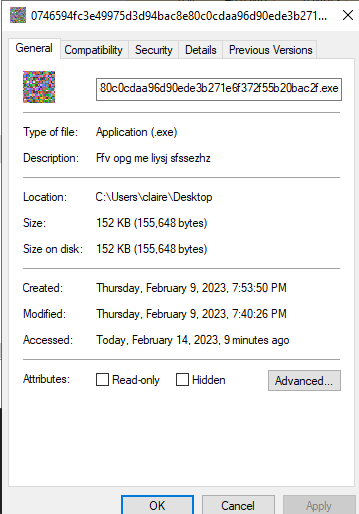 0746594fc3e49975d3d94bac8e80c0cdaa96d90ede3b271...
General Compatibility Security Details Previous Versions
80c0cdaa96d90ede3b271e6f372f55b20bac2f.exe
Type of file: Application (.exe)
Description: Ffv opg me liysj sfssezhz
Location: C:\Users\claire\Desktop
Size: 152 KB (155,648 bytes)
Size on disk: 152 KB (155,648 bytes)
Created: Thursday, February 9, 2023, 7:53:50 PM
Modified: Thursday, February 9, 2023, 7:40:26 PM
Accessed: Today, February 14, 2023, 9 minutes ago
Attributes: Read-only Hidden Advanced...
OK Cancel Apply